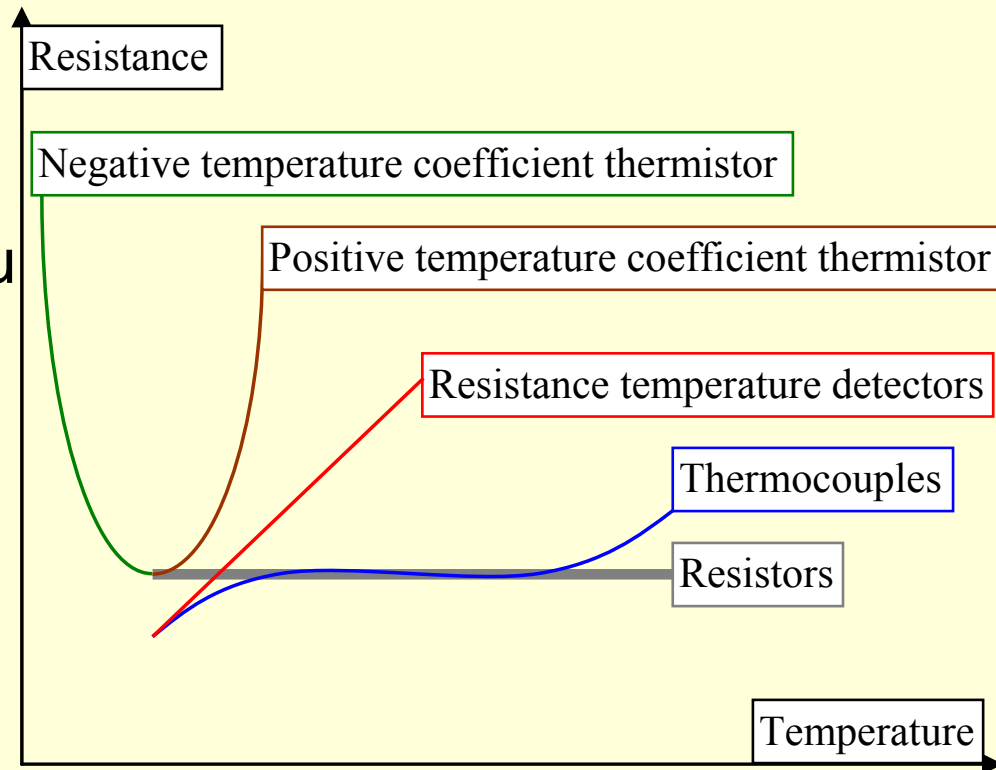 Resistance
Negative temperature coefficient thermistor
u
Positive temperature coefficient thermistor
Resistance temperature detectors
Thermocouples
Resistors
Temperature